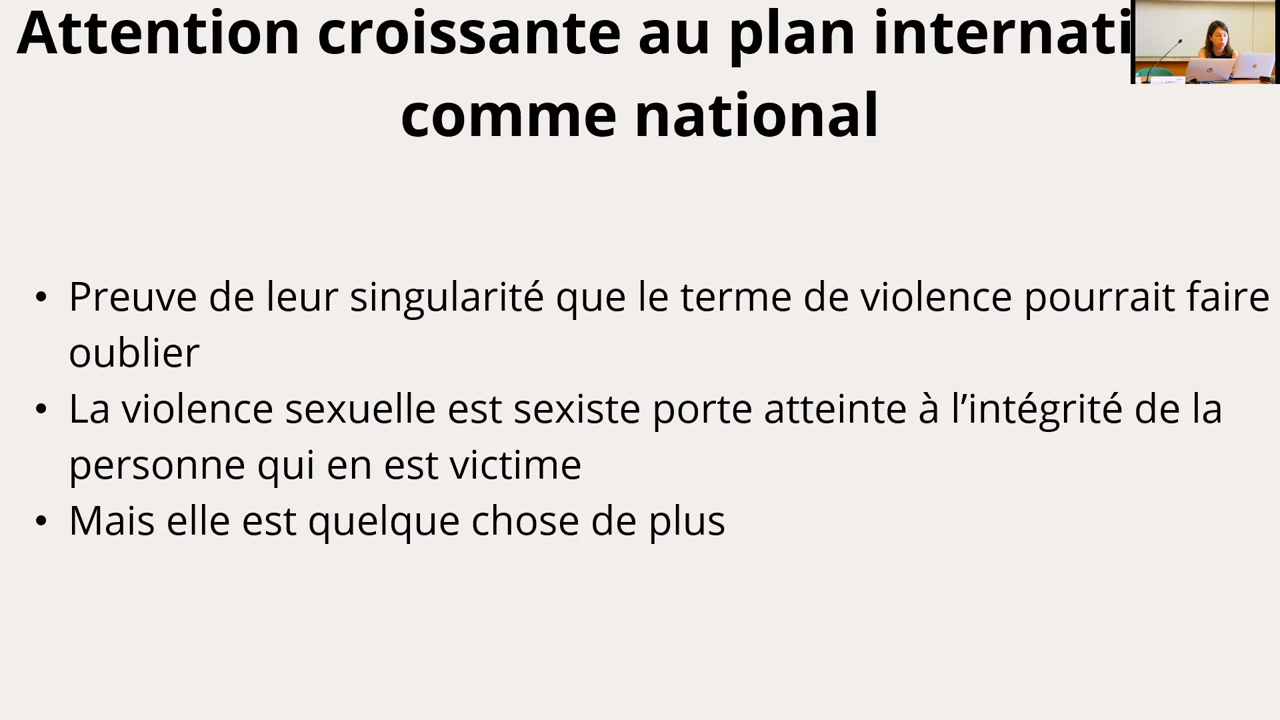 Attention croissante au plan internati
comme national
• Preuve de leur singularité que le terme de violence pourrait faire
oublier
• La violence sexuelle est sexiste porte atteinte à l’intégrité de la
personne qui en est victime
• Mais elle est quelque chose de plus